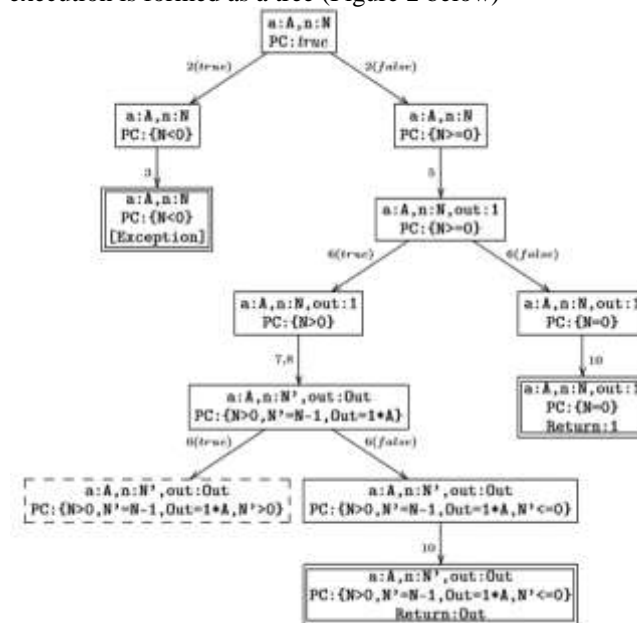 execution is formed as a tree (Figure 2 below)
a:A,n:N
PC:true
2(true)
2(false)
a:A,n:N
PC:{N<0}
a:A,n:N
PC:{N>=0}
3
5
a:A,n:N
PC:{N<0}
[Exception]
a:A,n:N,out:1
PC:{N>=0}
6(true)
6(false)
a:A,n:N,out:1
PC:{N>0}
a:A,n:N,out:1
PC:{N=0}
7,8
10
a:A,n:N',out:Out
PC:{N>0,N'=N-1,Out=1*A}
a:A,n:N,out:1
PC:{N=0}
Return:1
6(true)
6(false)
a:A,n:N',out:Out
PC:{N>0,N'=N-1,Out=1*A,N'>0}
a:A,n:N',out:Out
PC:{N>0,N'=N-1,Out=1*A,N'<=0}
10
a:A,n:N',out:Out
PC:{N>0,N'=N-1,Out=1*A,N'<=0}
Return:Out